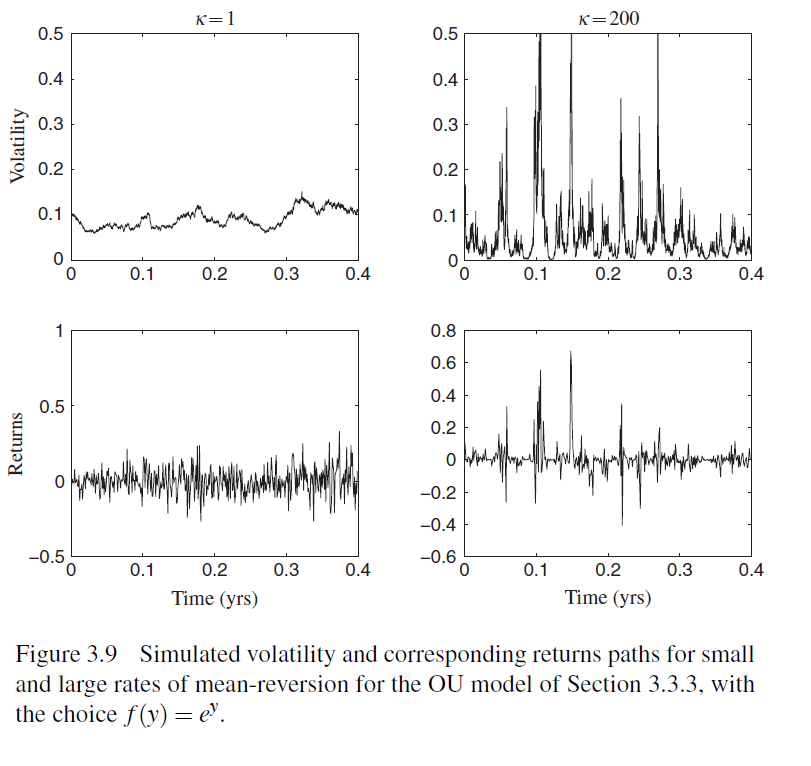 κ=1
κ=200
0.5
0.4
0.3
0.2
0.1
0
Volatility
0 0.1 0.2 0.3 0.4
0.5
0.4
0.3
0.2
0.1
0
0 0.1 0.2 0.3 0.4
1
0.5
0
−0.5
Returns
0 0.1 0.2 0.3 0.4
Time (yrs)
0.8
0.6
0.4
0.2
0
−0.2
−0.4
−0.6
0 0.1 0.2 0.3 0.4
Time (yrs)
Figure 3.9 Simulated volatility and corresponding returns paths for small
and large rates of mean-reversion for the OU model of Section 3.3.3, with
the choice f(y) = eʸ.